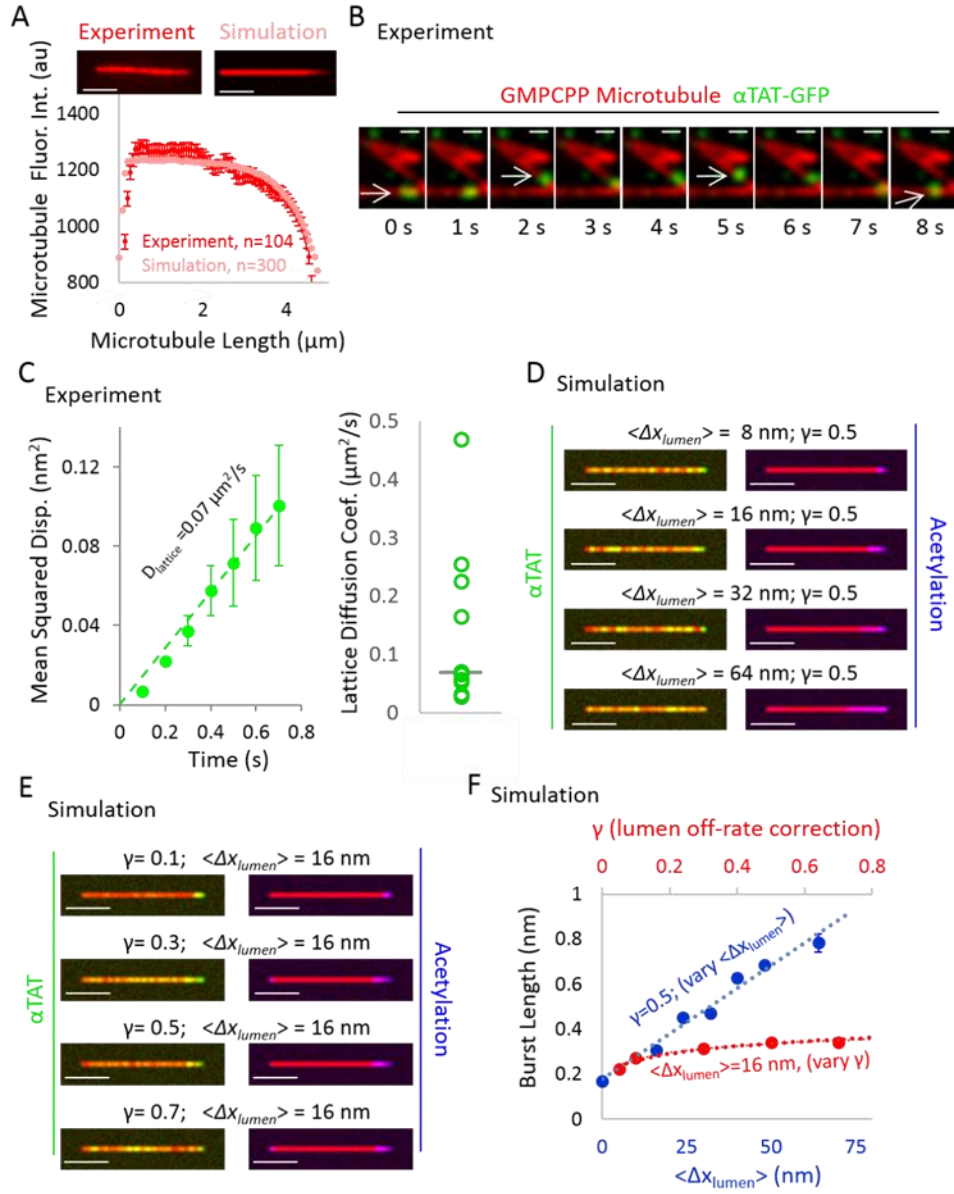 A
Experiment Simulation
Microtubule Fluor. Int. (au)
1400
1200
1000
800
Experiment, n=104
Simulation, n=300
0 2 4
Microtubule Length (μm)
B
Experiment
GMPCPP Microtubule αTAT-GFP
0 s 1 s 2 s 3 s 4 s 5 s 6 s 7 s 8 s
C
Experiment
Mean Squared Disp. (nm²)
0.12
0.08
0.04
0
D_lattice =0.07 μm²/s
0 0.2 0.4 0.6 0.8
Time (s)
Lattice Diffusion Coef. (μm²/s)
0.5
0.4
0.3
0.2
0.1
0
D
Simulation
αTAT
<Δx_lumen> = 8 nm; γ= 0.5
<Δx_lumen> = 16 nm; γ= 0.5
<Δx_lumen> = 32 nm; γ= 0.5
<Δx_lumen> = 64 nm; γ= 0.5
Acetylation
E
Simulation
αTAT
γ= 0.1; <Δx_lumen> = 16 nm
γ= 0.3; <Δx_lumen> = 16 nm
γ= 0.5; <Δx_lumen> = 16 nm
γ= 0.7; <Δx_lumen> = 16 nm
Acetylation
F
Simulation
γ (lumen off-rate correction)
0 0.2 0.4 0.6 0.8
Burst Length (nm)
1
0.8
0.6
0.4
0.2
0
γ=0.5; (vary <Δx_lumen>)
<Δx_lumen>=16 nm, (vary γ)
0 25 50 75
<Δx_lumen> (nm)